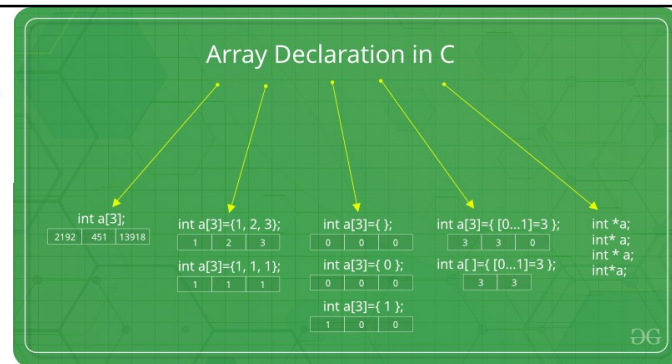 Array Declaration in C
int a[3];
2192 451 13918
int a[3]={1, 2, 3};
1 2 3
int a[3]={1, 1, 1};
1 1 1
int a[3]={ };
0 0 0
int a[3]={ 0 };
0 0 0
int a[3]={ 1 };
1 0 0
int a[3]={ [0...1]=3 };
3 3 0
int a[ ]={ [0...1]=3 };
3 3
int *a;
int* a;
int * a;
int*a;